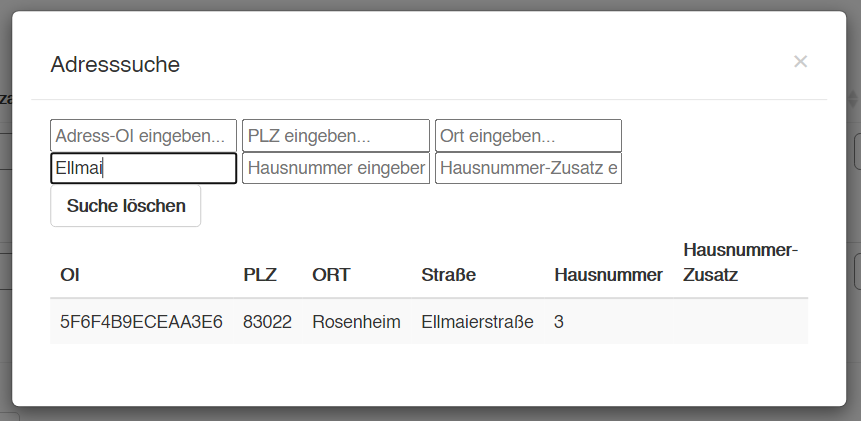 Adresssuche ×
za
Adress-OI eingeben... PLZ eingeben... Ort eingeben...
Ellmai Hausnummer eingeber Hausnummer-Zusatz e
Suche löschen
OI PLZ ORT Straße Hausnummer Hausnummer-Zusatz
5F6F4B9ECEAA3E6 83022 Rosenheim Ellmaierstraße 3